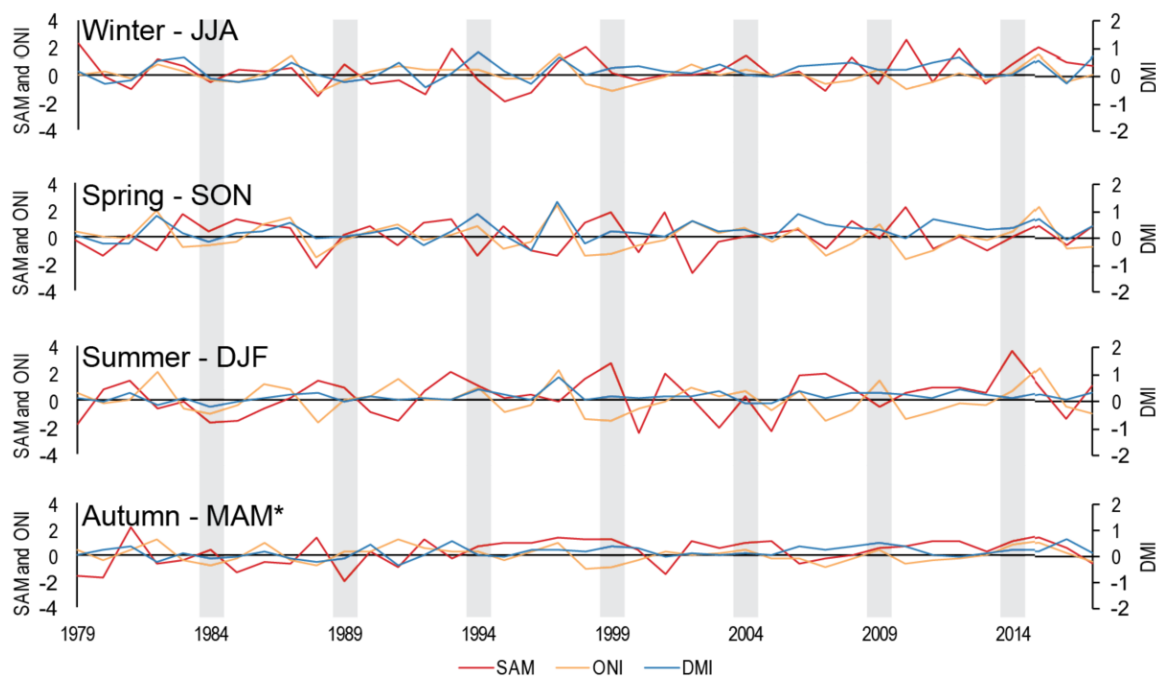 Winter - JJA
4
2
0
-2
-4
SAM and ONI
2
1
0
-1
-2
DMI
Spring - SON
4
2
0
-2
-4
SAM and ONI
2
1
0
-1
-2
DMI
Summer - DJF
4
2
0
-2
-4
SAM and ONI
2
1
0
-1
-2
DMI
Autumn - MAM*
4
2
0
-2
-4
SAM and ONI
2
1
0
-1
-2
DMI
1979 1984 1989 1994 1999 2004 2009 2014
SAM ONI DMI